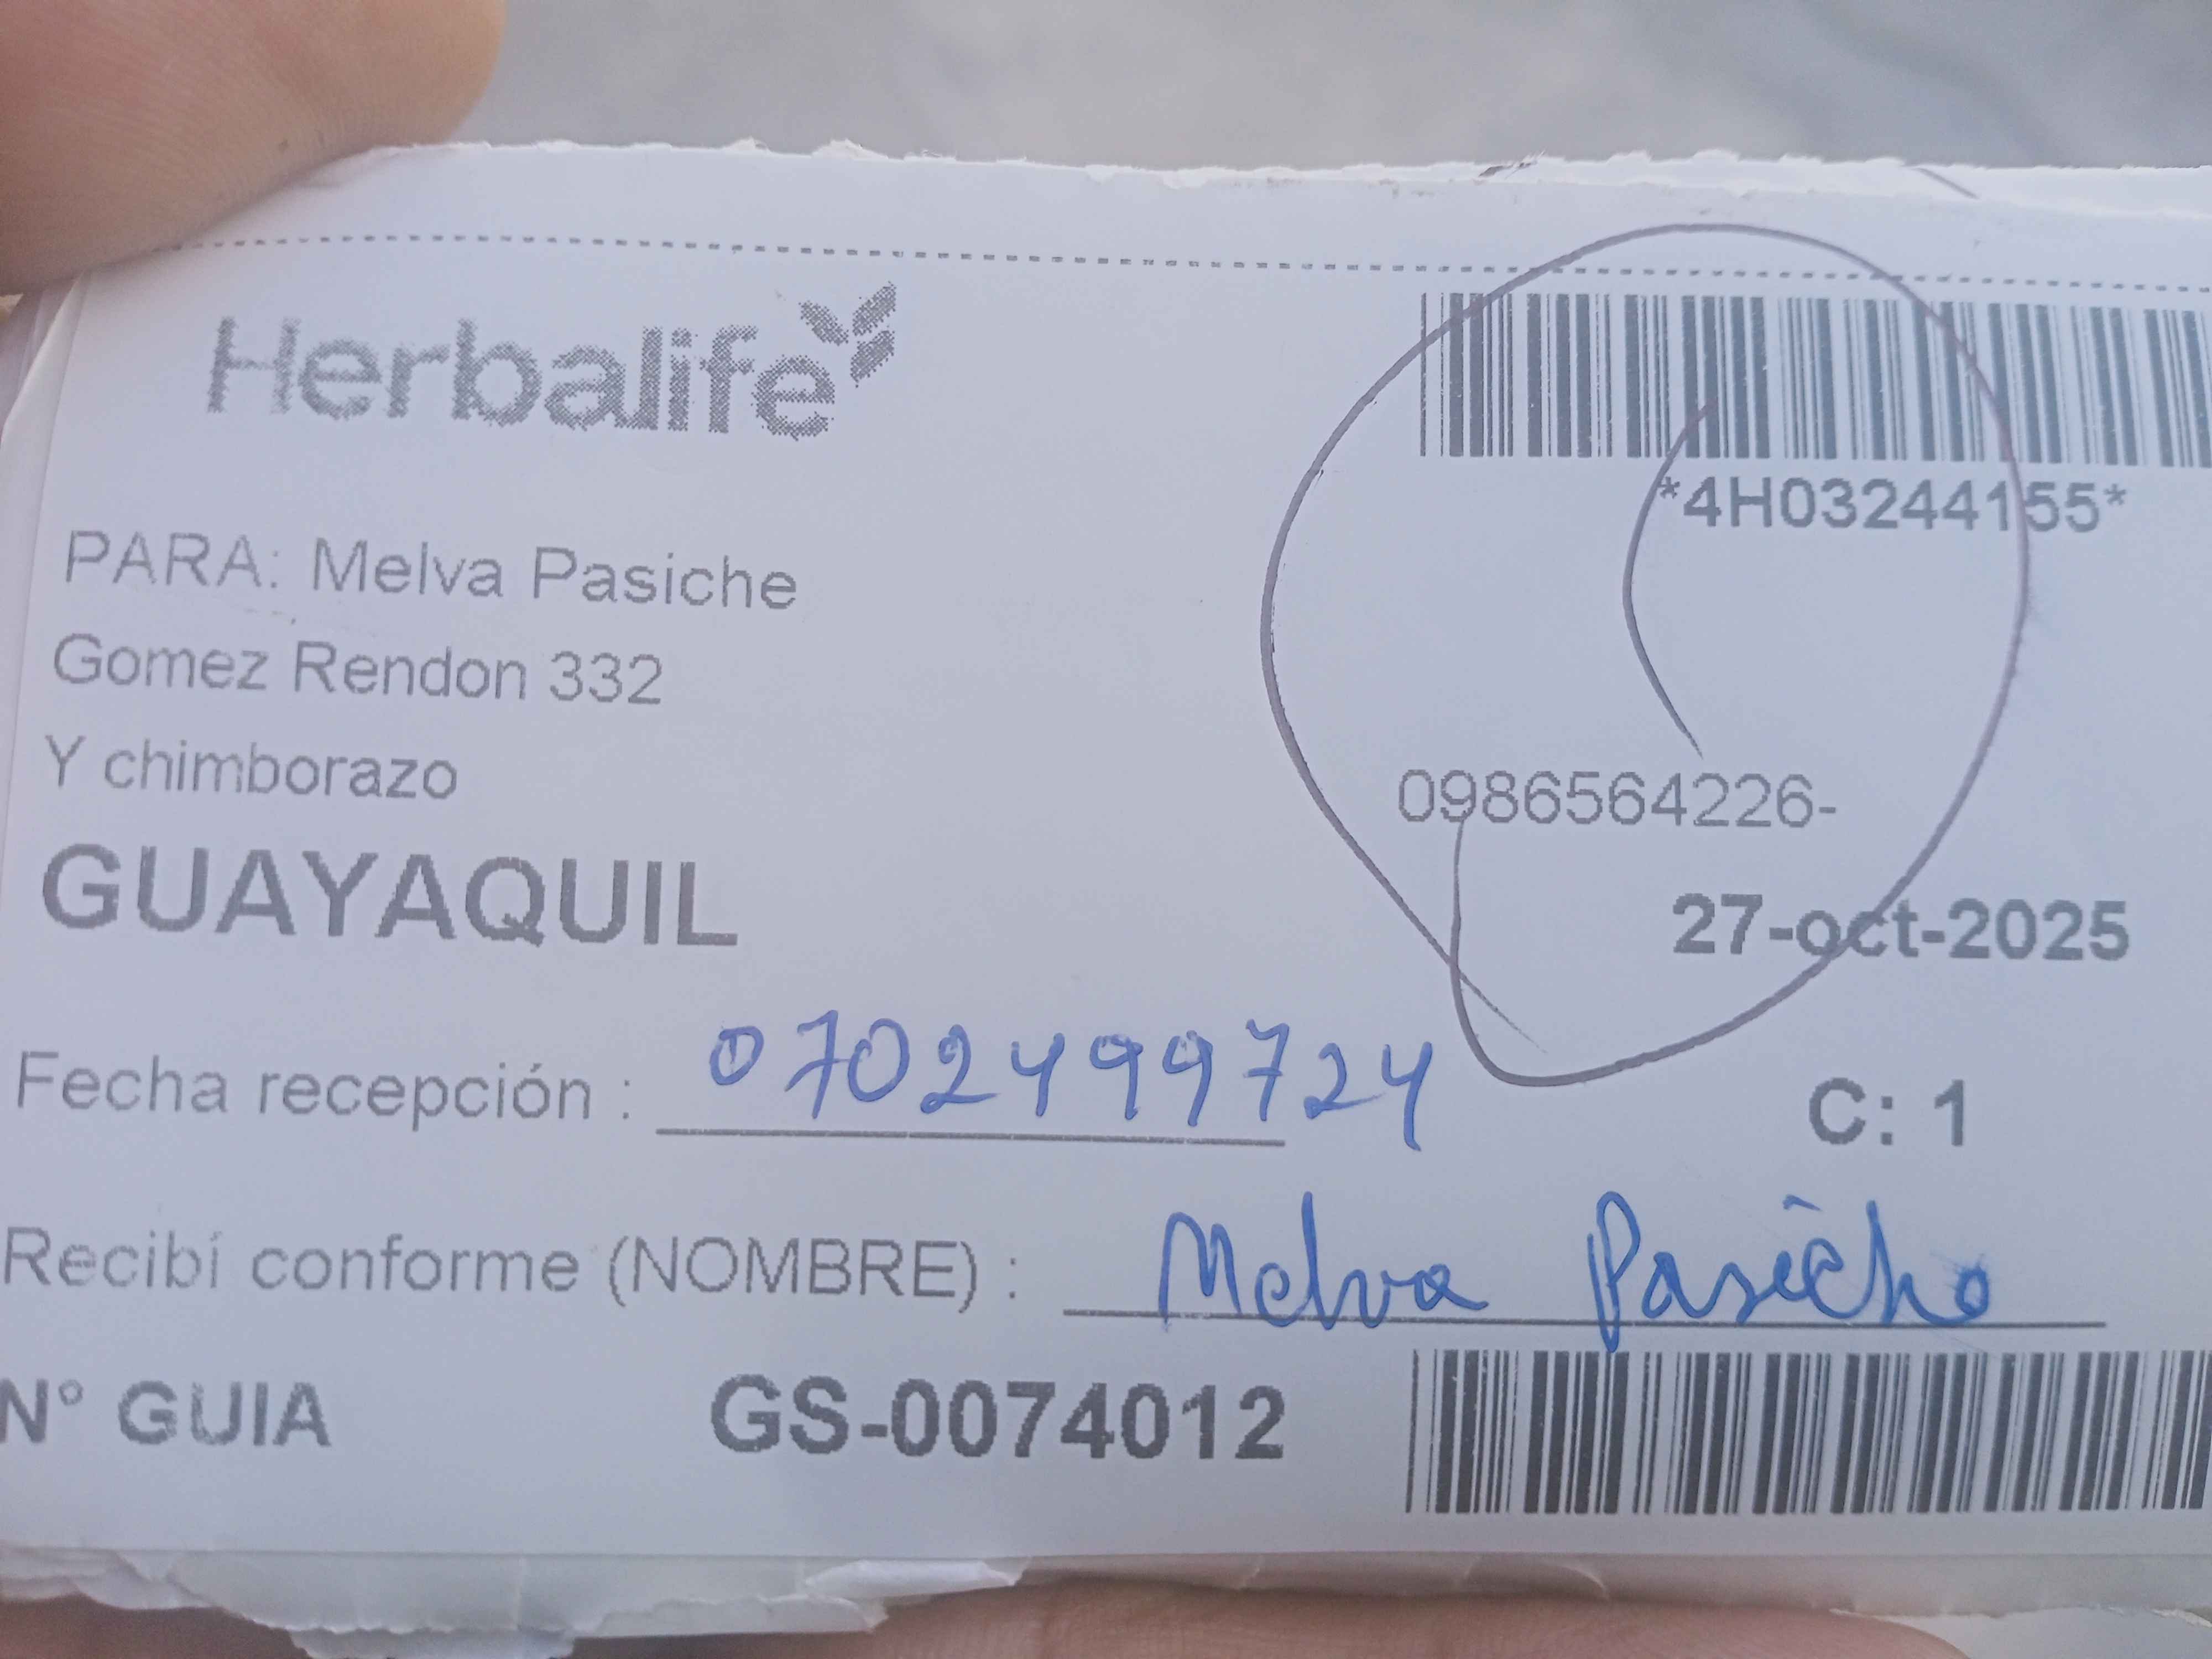 Herbalife
*4H03244155*
PARA: Melva Pasiche
Gomez Rendon 332
Y chimborazo
0986564226-
GUAYAQUIL
27-oct-2025
Fecha recepción : 0702499724
C: 1
Recibí conforme (NOMBRE) : Melva Pasicho
N° GUIA GS-0074012